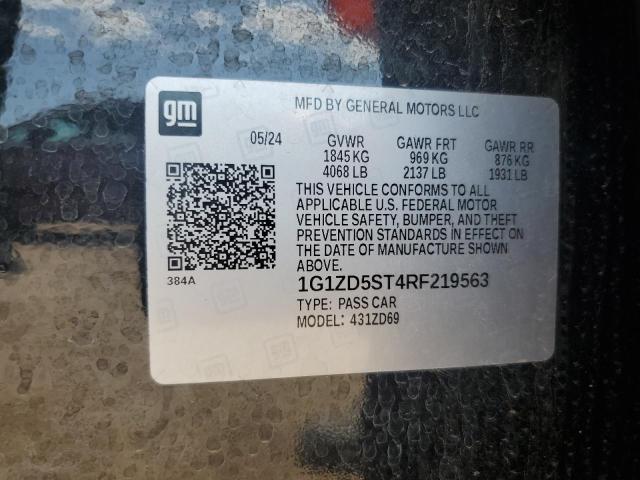 gm
MFD BY GENERAL MOTORS LLC
05/24 GVWR GAWR FRT GAWR RR
1845 KG 969 KG 876 KG
4068 LB 2137 LB 1931 LB
THIS VEHICLE CONFORMS TO ALL
APPLICABLE U.S. FEDERAL MOTOR
VEHICLE SAFETY, BUMPER, AND THEFT
PREVENTION STANDARDS IN EFFECT ON
THE DATE OF MANUFACTURE SHOWN
ABOVE.
384A
1G1ZD5ST4RF219563
TYPE: PASS CAR
MODEL: 431ZD69